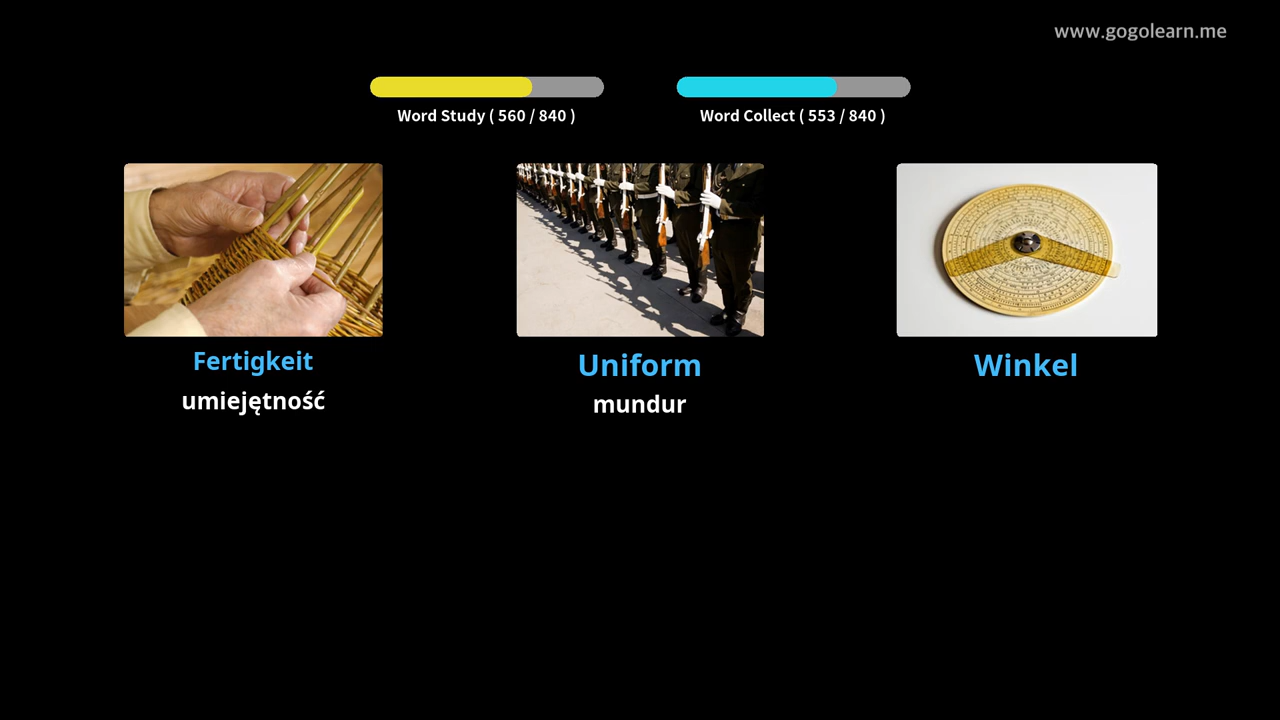 www.gogolearn.me
Word Study ( 560 / 840 )
Word Collect ( 553 / 840 )
Fertigkeit
umiejętność
Uniform
mundur
Winkel